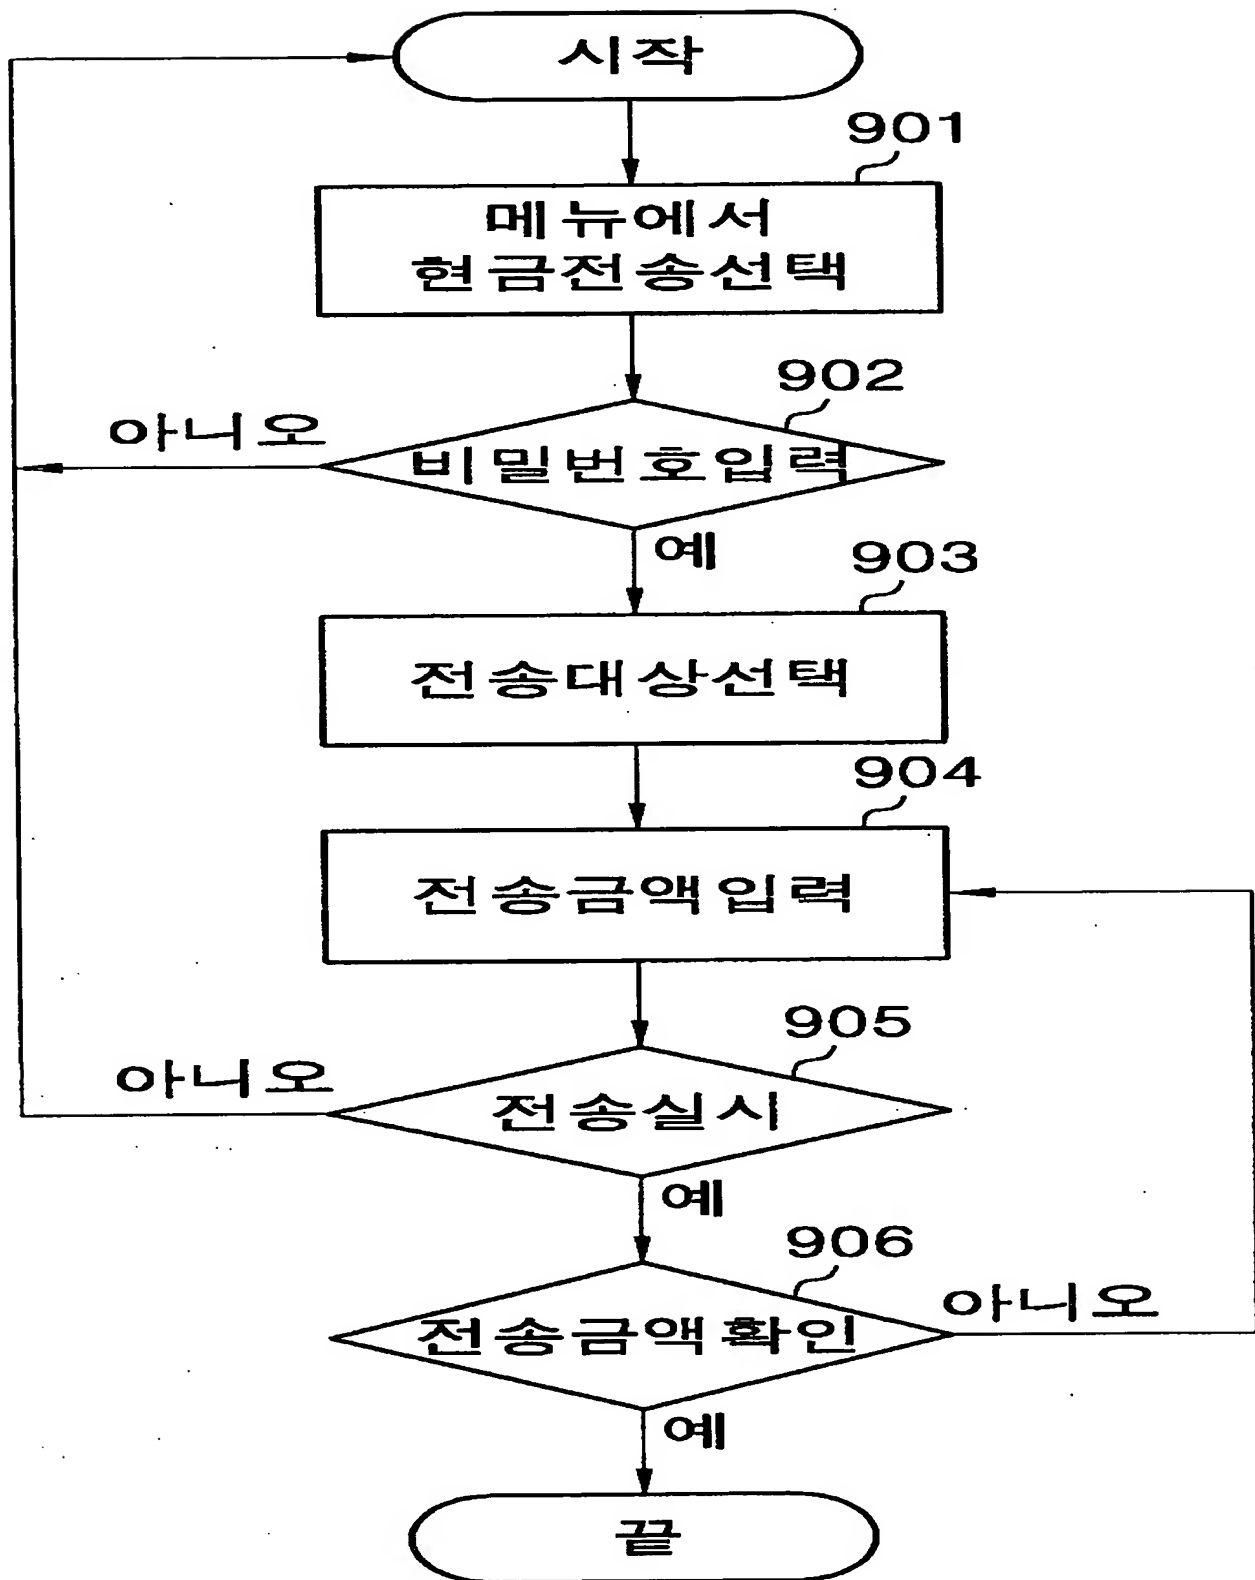 시작
901
메뉴에서
현금전송선택
902
아니오
비밀번호입력
예
903
전송대상선택
904
전송금액입력
905
아니오
전송실시
예
906
전송금액확인
아니오
예
끝